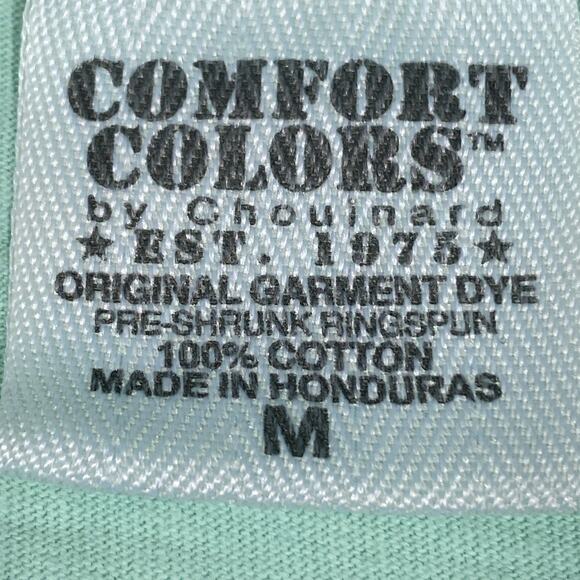 COMFORT
COLORS™
by Chouinard
★ EST. 1975 ★
ORIGINAL GARMENT DYE
PRE-SHRUNK RINGSPUN
100% COTTON
MADE IN HONDURAS
M